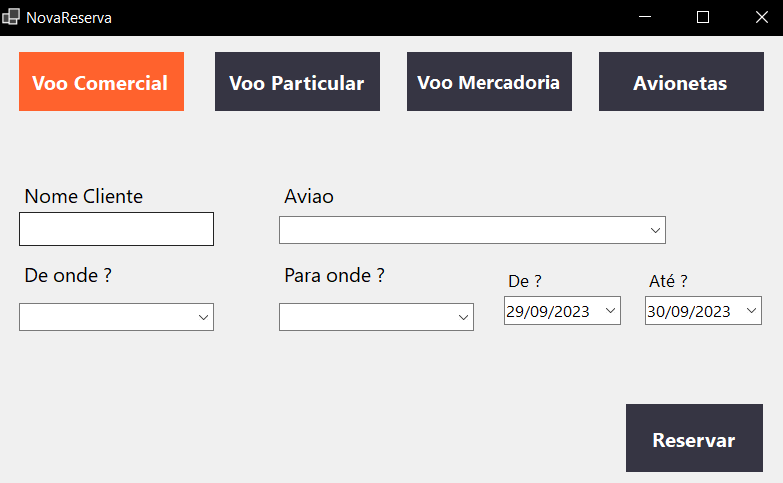 NovaReserva
Voo Comercial
Voo Particular
Voo Mercadoria
Avionetas
Nome Cliente
Aviao
De onde ?
Para onde ?
De ?
Até ?
29/09/2023
30/09/2023
Reservar